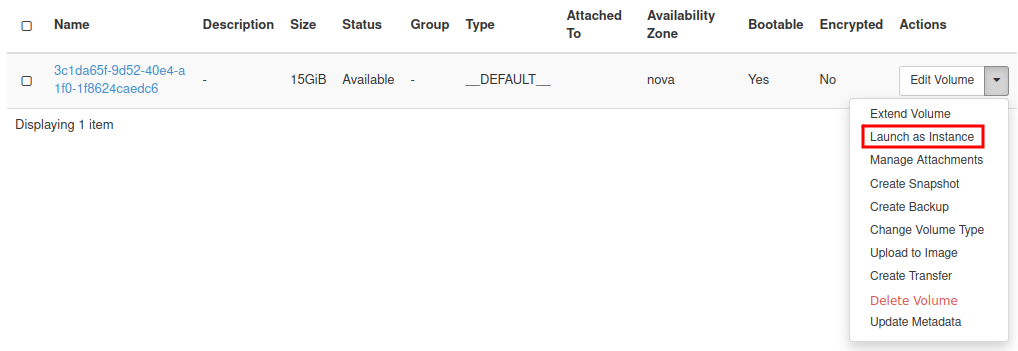 Name Description Size Status Group Type Attached To Availability Zone Bootable Encrypted Actions
3c1da65f-9d52-40e4-a1f0-1f8624caedc6 - 15GiB Available - __DEFAULT__ nova Yes No Edit Volume
Displaying 1 item
Extend Volume
Launch as Instance
Manage Attachments
Create Snapshot
Create Backup
Change Volume Type
Upload to Image
Create Transfer
Delete Volume
Update Metadata